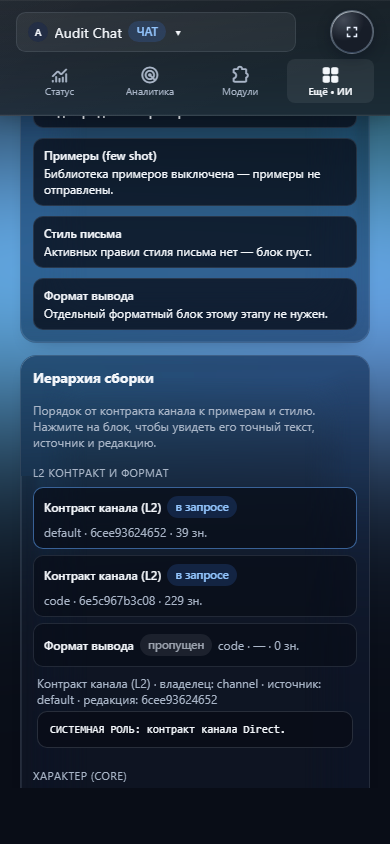 A Audit Chat ЧАТ ▾
Статус Аналитика Модули Ещё • ИИ
Примеры (few shot)
Библиотека примеров выключена — примеры не
отправлены.
Стиль письма
Активных правил стиля письма нет — блок пуст.
Формат вывода
Отдельный форматный блок этому этапу не нужен.
Иерархия сборки
Порядок от контракта канала к примерам и стилю.
Нажмите на блок, чтобы увидеть его точный текст,
источник и редакцию.
L2 КОНТРАКТ И ФОРМАТ
Контракт канала (L2) в запросе
default · 6cee93624652 · 39 зн.
Контракт канала (L2) в запросе
code · 6e5c967b3c08 · 229 зн.
Формат вывода пропущен code · — · 0 зн.
Контракт канала (L2) · владелец: channel · источник:
default · редакция: 6cee93624652
СИСТЕМНАЯ РОЛЬ: контракт канала Direct.
ХАРАКТЕР (CORE)